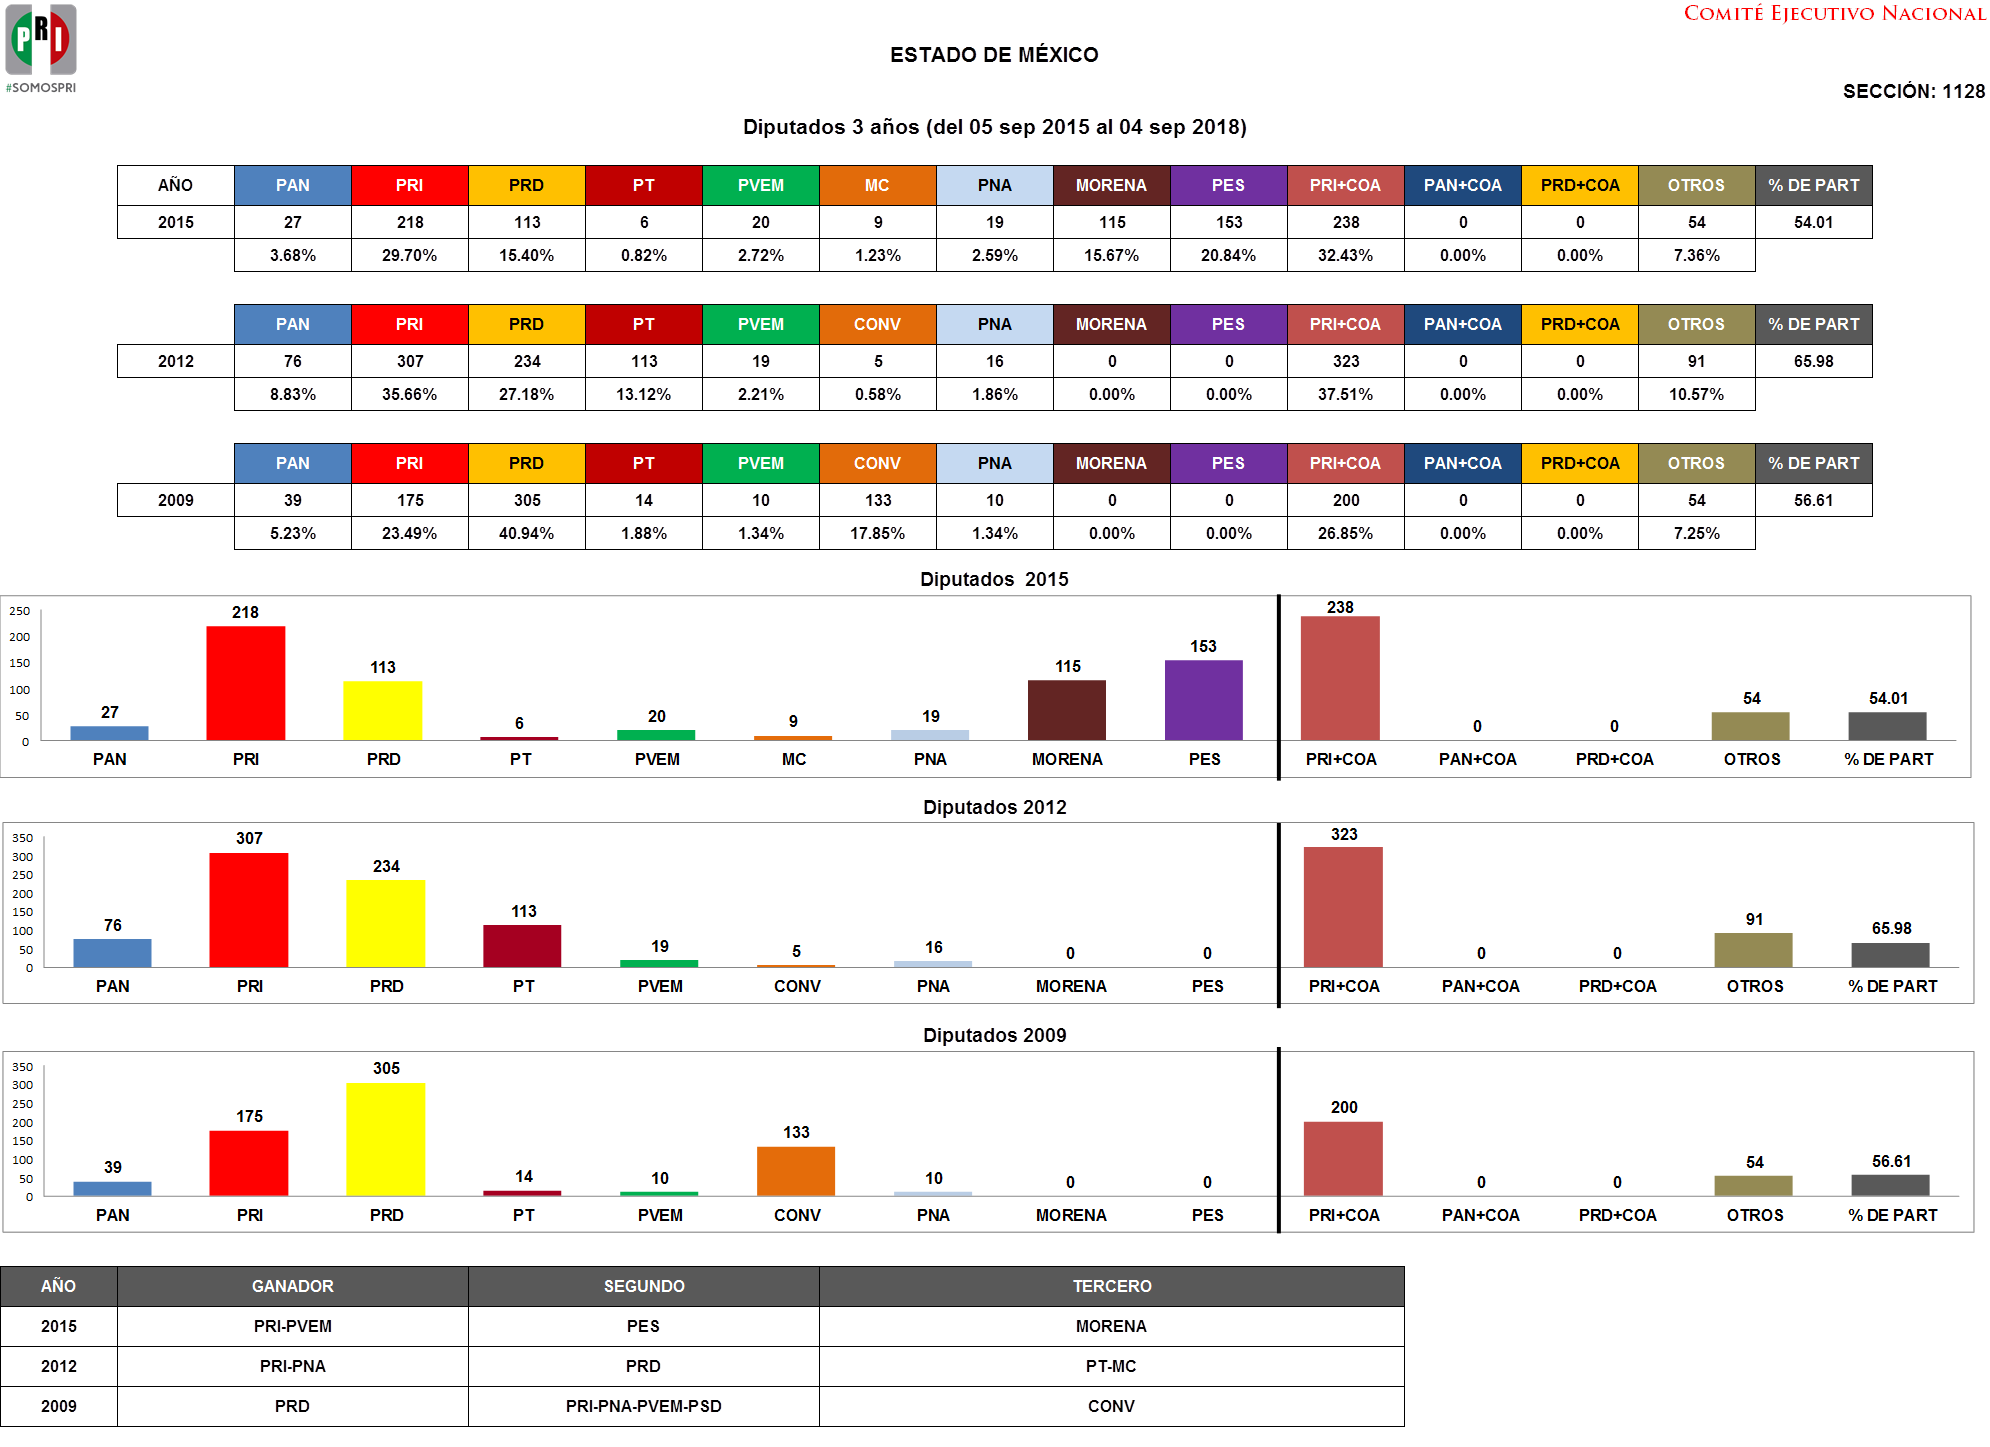 PRI
#SOMOSPRI
COMITÉ EJECUTIVO NACIONAL
ESTADO DE MÉXICO
SECCIÓN: 1128
Diputados 3 años (del 05 sep 2015 al 04 sep 2018)
AÑO PAN PRI PRD PT PVEM MC PNA MORENA PES PRI+COA PAN+COA PRD+COA OTROS % DE PART
2015 27 218 113 6 20 9 19 115 153 238 0 0 54 54.01
3.68% 29.70% 15.40% 0.82% 2.72% 1.23% 2.59% 15.67% 20.84% 32.43% 0.00% 0.00% 7.36%
PAN PRI PRD PT PVEM CONV PNA MORENA PES PRI+COA PAN+COA PRD+COA OTROS % DE PART
2012 76 307 234 113 19 5 16 0 0 323 0 0 91 65.98
8.83% 35.66% 27.18% 13.12% 2.21% 0.58% 1.86% 0.00% 0.00% 37.51% 0.00% 0.00% 10.57%
PAN PRI PRD PT PVEM CONV PNA MORENA PES PRI+COA PAN+COA PRD+COA OTROS % DE PART
2009 39 175 305 14 10 133 10 0 0 200 0 0 54 56.61
5.23% 23.49% 40.94% 1.88% 1.34% 17.85% 1.34% 0.00% 0.00% 26.85% 0.00% 0.00% 7.25%
Diputados 2015
250
200
150
100
50
0
27 218 113 6 20 9 19 115 153 238 0 0 54 54.01
PAN PRI PRD PT PVEM MC PNA MORENA PES PRI+COA PAN+COA PRD+COA OTROS % DE PART
Diputados 2012
350
300
250
200
150
100
50
0
76 307 234 113 19 5 16 0 0 323 0 0 91 65.98
PAN PRI PRD PT PVEM CONV PNA MORENA PES PRI+COA PAN+COA PRD+COA OTROS % DE PART
Diputados 2009
350
300
250
200
150
100
50
0
39 175 305 14 10 133 10 0 0 200 0 0 54 56.61
PAN PRI PRD PT PVEM CONV PNA MORENA PES PRI+COA PAN+COA PRD+COA OTROS % DE PART
AÑO GANADOR SEGUNDO TERCERO
2015 PRI-PVEM PES MORENA
2012 PRI-PNA PRD PT-MC
2009 PRD PRI-PNA-PVEM-PSD CONV